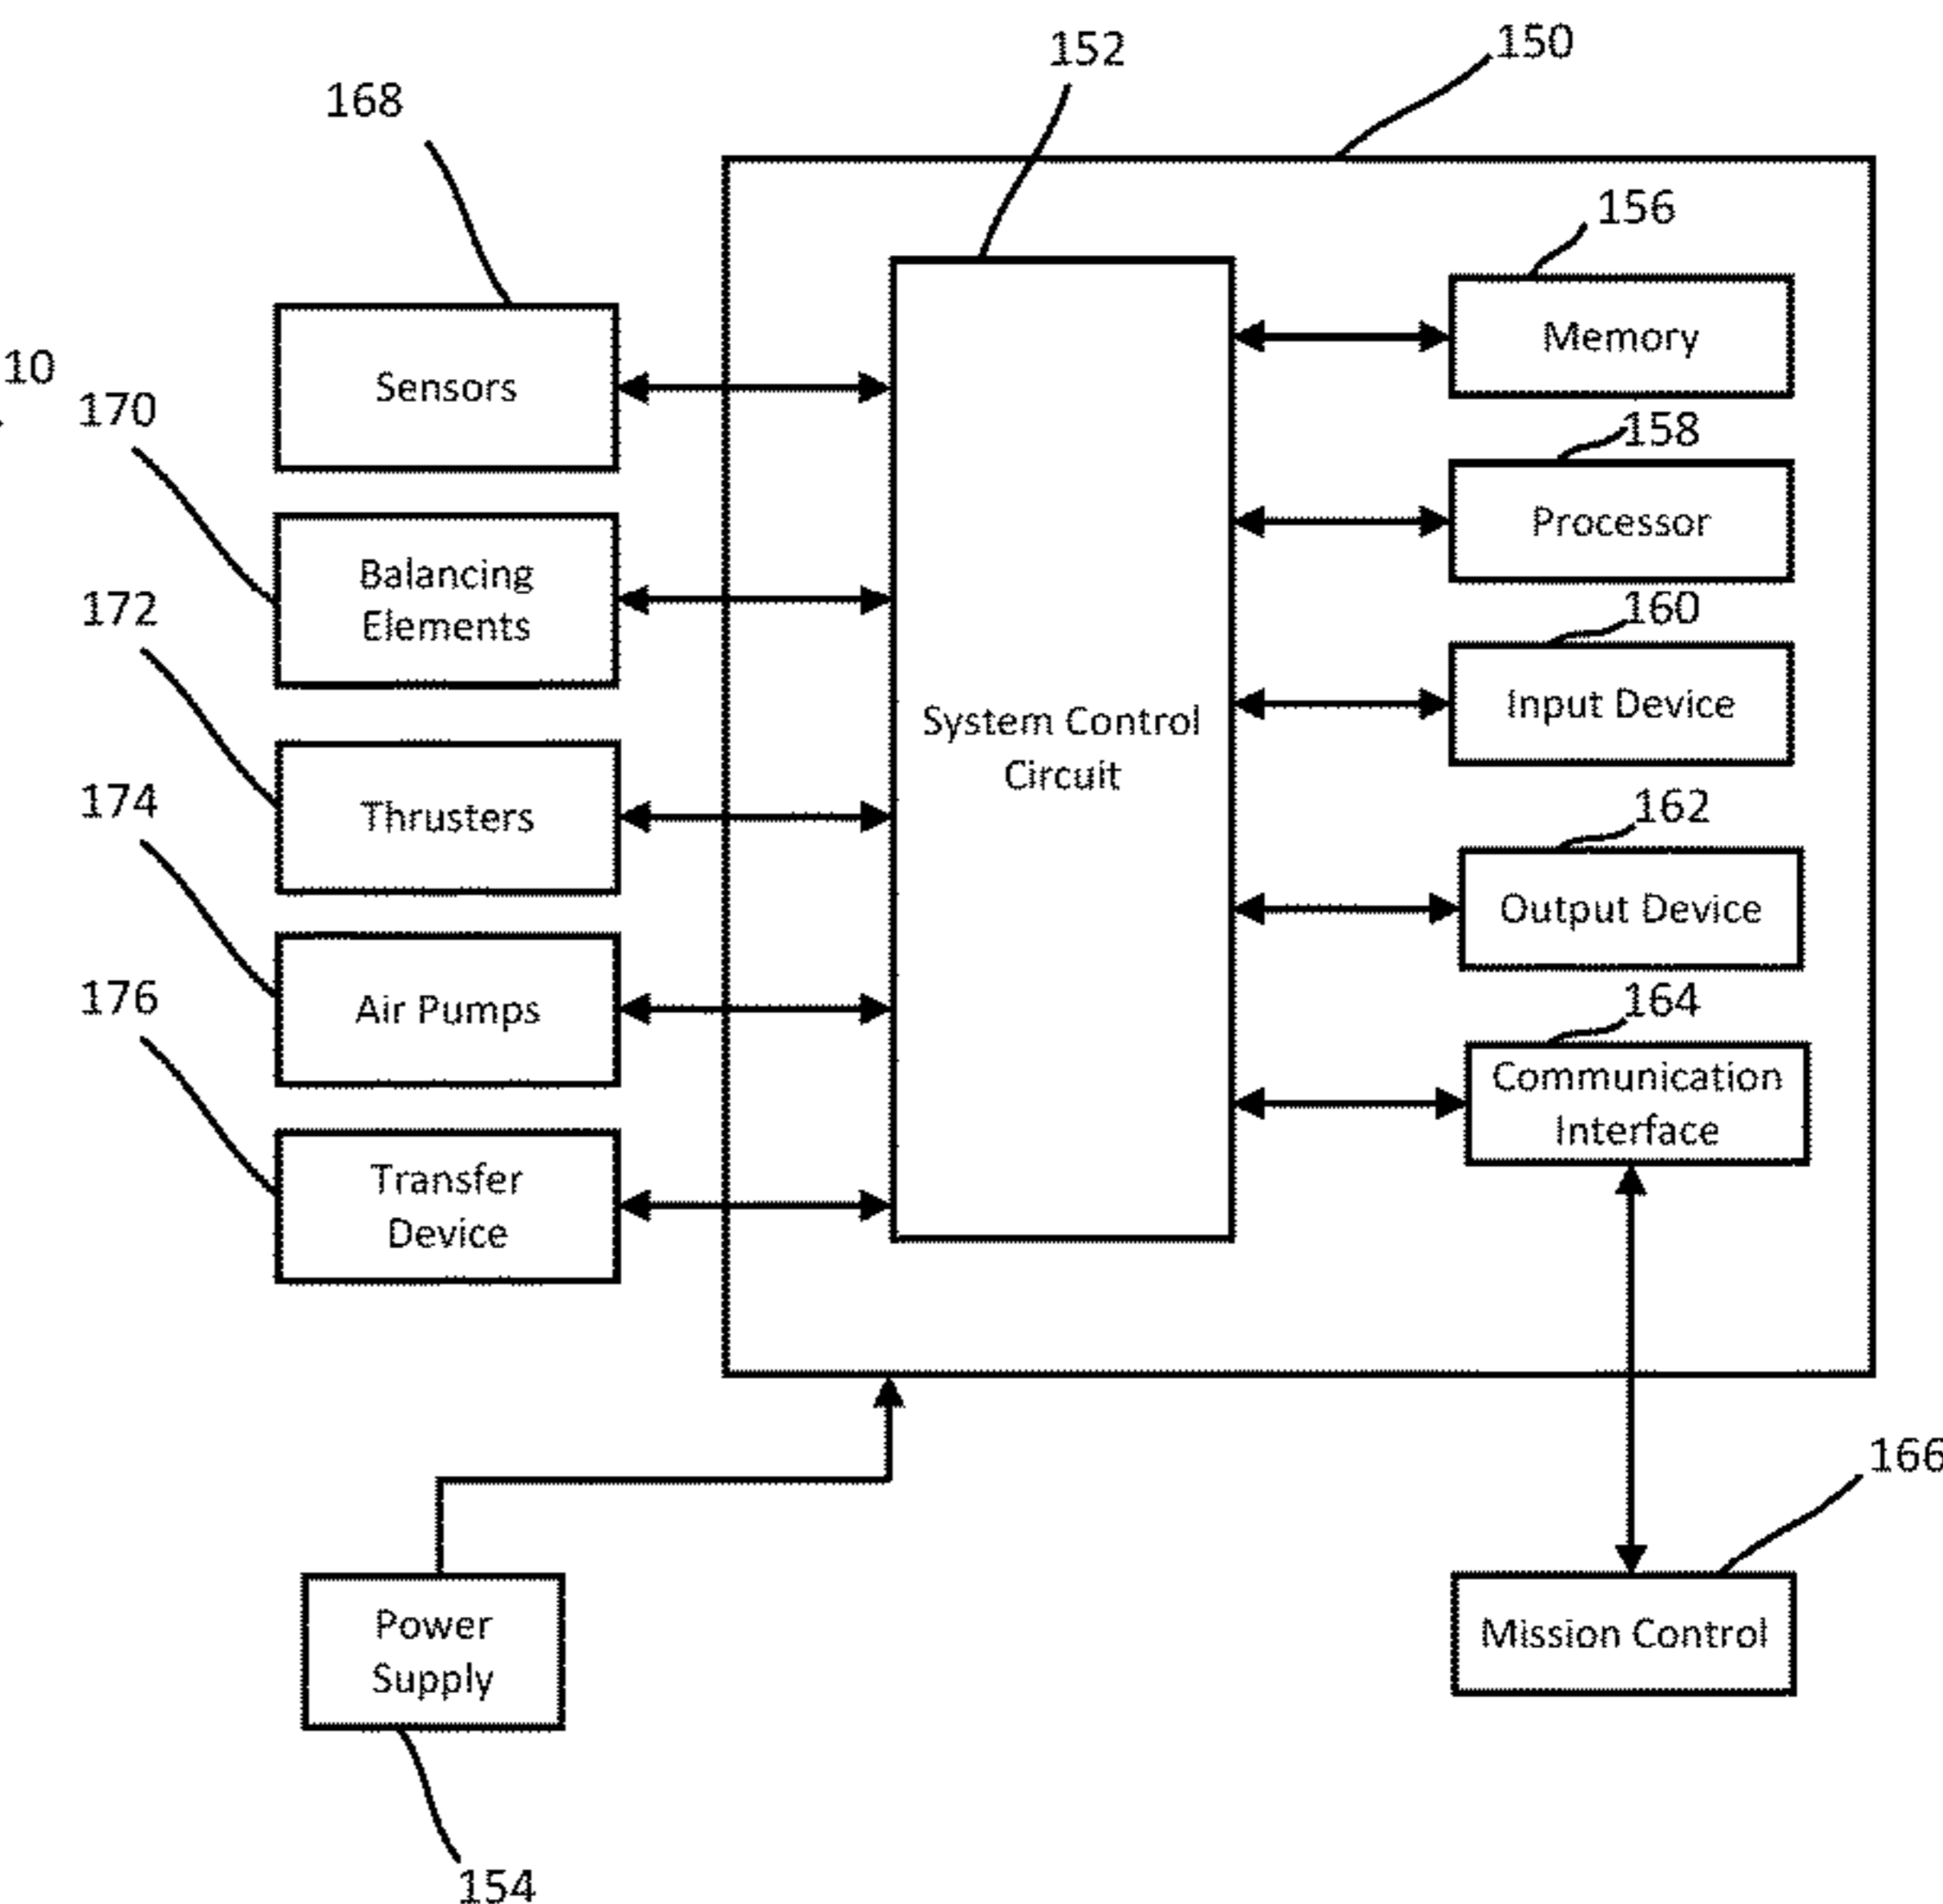 152
150
168
156
Memory
10
170
Sensors
158
Processor
172
Balancing
Elements
160
Input Device
System Control
Circuit
174
Thrusters
162
Output Device
176
Air Pumps
164
Communication
Interface
Transfer
Device
166
Power
Supply
Mission Control
154